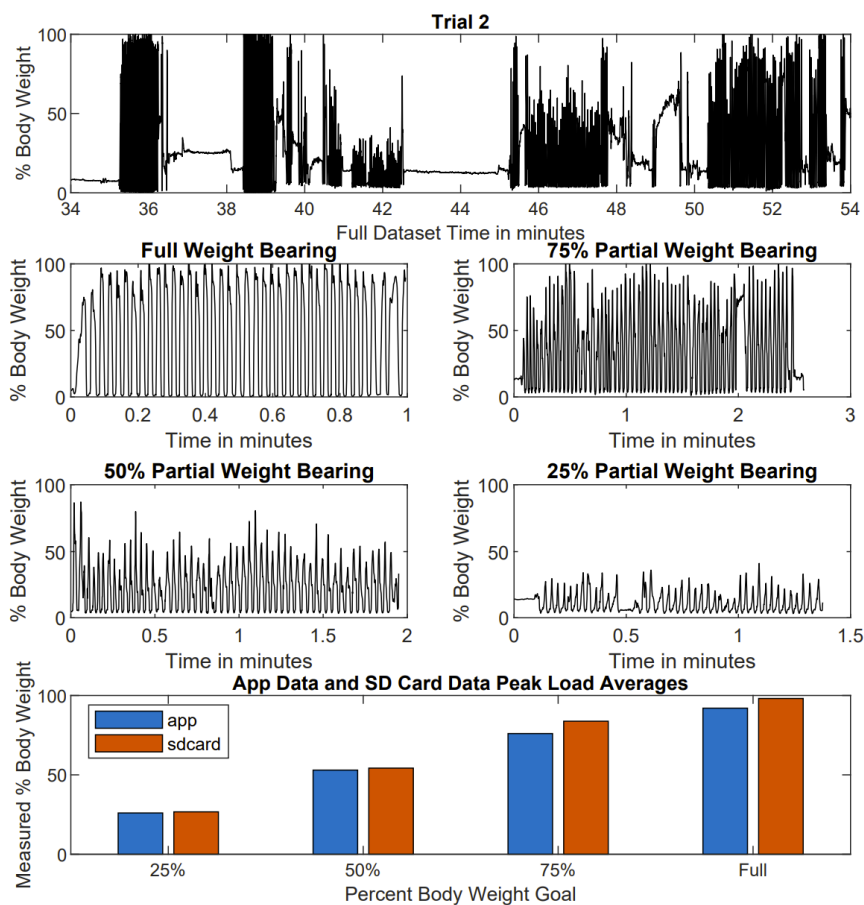 Trial 2
% Body Weight
100
50
0
34 36 38 40 42 44 46 48 50 52 54
Full Dataset Time in minutes
Full Weight Bearing
% Body Weight
100
50
0
0 0.2 0.4 0.6 0.8 1
Time in minutes
75% Partial Weight Bearing
% Body Weight
100
50
0
0 1 2 3
Time in minutes
50% Partial Weight Bearing
% Body Weight
100
50
0
0 0.5 1 1.5 2
Time in minutes
25% Partial Weight Bearing
% Body Weight
100
50
0
0 0.5 1 1.5
Time in minutes
App Data and SD Card Data Peak Load Averages
Measured % Body Weight
100
50
0
app
sdcard
25% 50% 75% Full
Percent Body Weight Goal